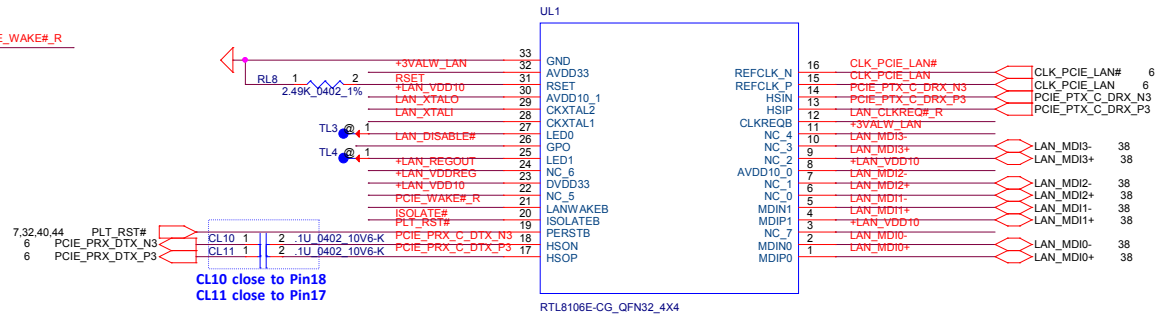 UL1
E_WAKE#_R
33 GND
+3VALW_LAN 32 AVDD33
RL8 1 2 RSET 31 RSET
2.49K_0402_1% +LAN_VDD10 30 AVDD10_1
LAN_XTALO 29 CKXTAL2
LAN_XTALI 28 CKXTAL1
TL3 @ 1 27 LED0
LAN_DISABLE# 26 GPO
TL4 @ 1 25 LED1
+LAN_REGOUT 24 NC_6
+LAN_VDDREG 23 DVDD33
+LAN_VDD10 22 NC_5
PCIE_WAKE#_R 21 LANWAKEB
ISOLATE# 20 ISOLATEB
7,32,40,44 PLT_RST# PLT_RST# 19 PERSTB
6 PCIE_PRX_DTX_N3 CL10 1 2 .1U_0402_10V6-K PCIE_PRX_C_DTX_N3 18 HSON
6 PCIE_PRX_DTX_P3 CL11 1 2 .1U_0402_10V6-K PCIE_PRX_C_DTX_P3 17 HSOP
CL10 close to Pin18
CL11 close to Pin17
REFCLK_N 16 CLK_PCIE_LAN# CLK_PCIE_LAN# 6
REFCLK_P 15 CLK_PCIE_LAN CLK_PCIE_LAN 6
HSIN 14 PCIE_PTX_C_DRX_N3 PCIE_PTX_C_DRX_N3
HSIP 13 PCIE_PTX_C_DRX_P3 PCIE_PTX_C_DRX_P3
CLKREQB 12 LAN_CLKREQ#_R
NC_4 11 +3VALW_LAN
NC_3 10 LAN_MDI3- LAN_MDI3- 38
NC_2 9 LAN_MDI3+ LAN_MDI3+ 38
AVDD10_0 8 +LAN_VDD10
NC_1 7 LAN_MDI2- LAN_MDI2- 38
NC_0 6 LAN_MDI2+ LAN_MDI2+ 38
MDIN1 5 LAN_MDI1- LAN_MDI1- 38
MDIP1 4 LAN_MDI1+ LAN_MDI1+ 38
NC_7 3 +LAN_VDD10
MDIN0 2 LAN_MDI0- LAN_MDI0- 38
MDIP0 1 LAN_MDI0+ LAN_MDI0+ 38
RTL8106E-CG_QFN32_4X4